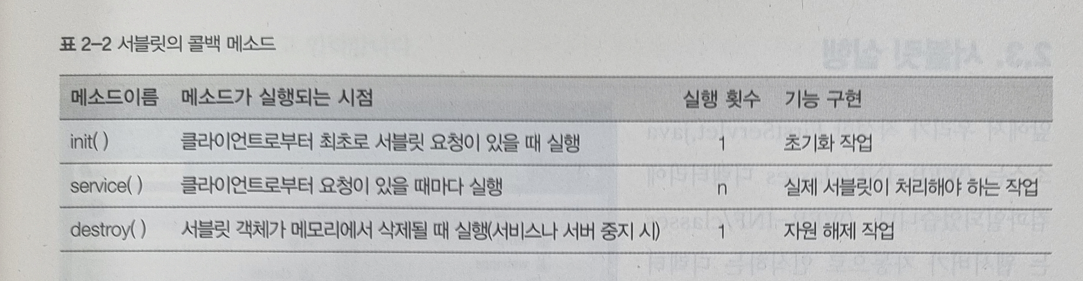 표 2-2 서블릿의 콜백 메소드
메소드이름 메소드가 실행되는 시점 실행 횟수 기능 구현
init( ) 클라이언트로부터 최초로 서블릿 요청이 있을 때 실행 1 초기화 작업
service( ) 클라이언트로부터 요청이 있을 때마다 실행 n 실제 서블릿이 처리해야 하는 작업
destroy( ) 서블릿 객체가 메모리에서 삭제될 때 실행(서비스나 서버 중지 시) 1 자원 해제 작업